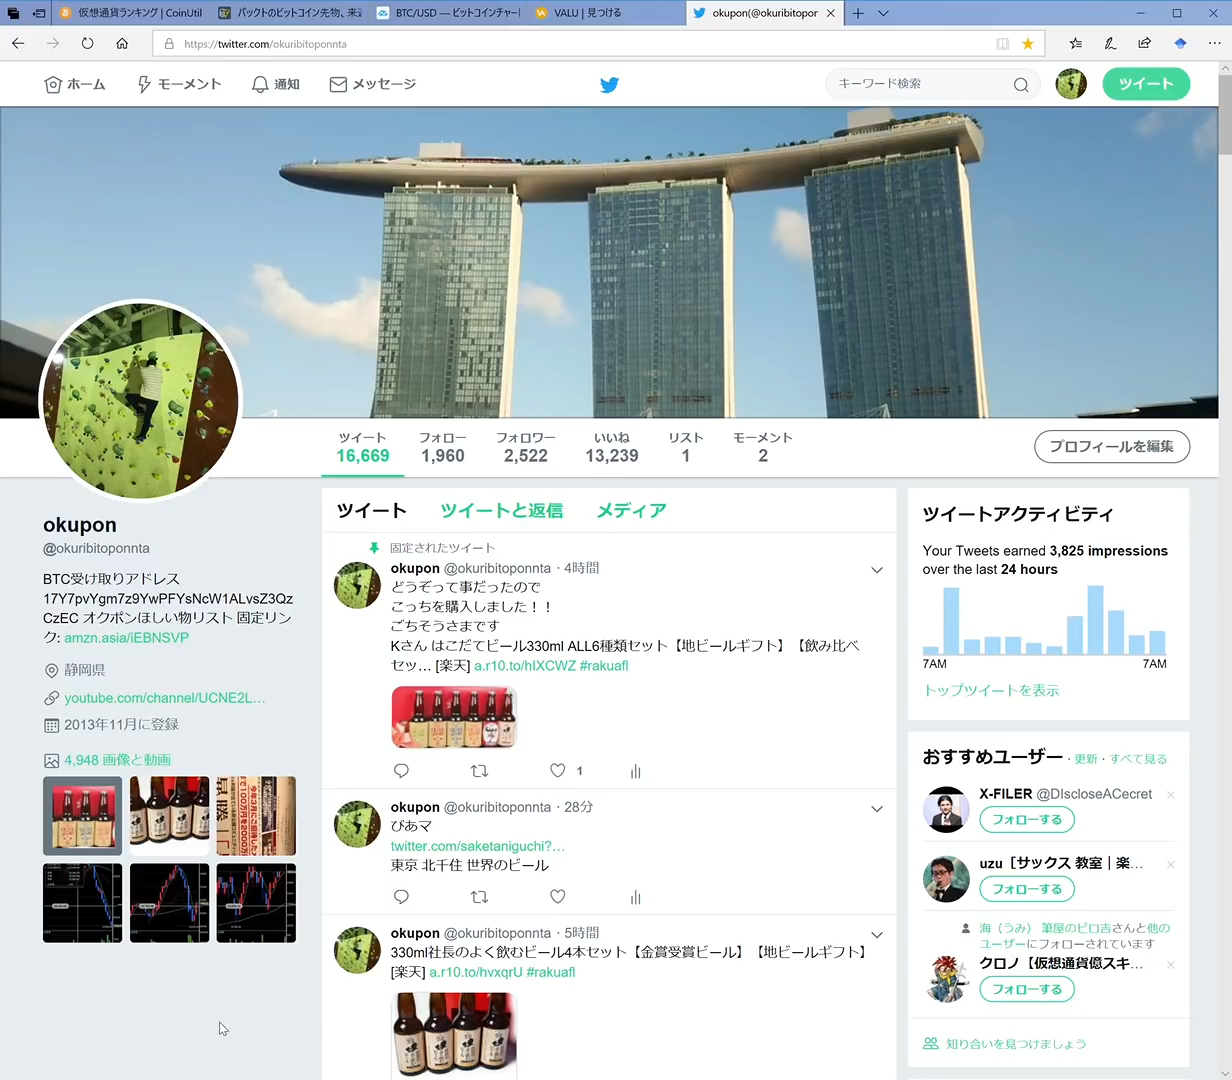 仮想通貨ランキング | CoinUtil
バックトのビットコイン先物、来
BTC/USD — ビットコインチャー
VALU | 見つける
okupon(@okuribitopor
https://twitter.com/okuribitoponnta
ホーム
モーメント
通知
メッセージ
キーワード検索
ツイート
ツイート
16,669
フォロー
1,960
フォロワー
2,522
いいね
13,239
リスト
1
モーメント
2
プロフィールを編集
okupon
@okuribitoponnta
BTC受け取りアドレス
17Y7pvYgm7z9YwPFYsNcW1ALvsZ3Qz
CzEC オクポンほしい物リスト 固定リン
ク: amzn.asia/iEBNSVP
静岡県
youtube.com/channel/UCNE2L…
2013年11月に登録
4,948 画像と動画
ツイート
ツイートと返信
メディア
固定されたツイート
okupon @okuribitoponnta · 4時間
どうぞって事だったので
こっちを購入しました！！
ごちそうさまです
Kさん はこだてビール330ml ALL6種類セット【地ビールギフト】【飲み比べ
セッ… [楽天] a.r10.to/hIXCWZ #rakuafl
1
okupon @okuribitoponnta · 28分
びあマ
twitter.com/saketaniguchi?…
東京 北千住 世界のビール
okupon @okuribitoponnta · 5時間
330ml社長のよく飲むビール4本セット【金賞受賞ビール】【地ビールギフト】
[楽天] a.r10.to/hvxqrU #rakuafl
ツイートアクティビティ
Your Tweets earned 3,825 impressions
over the last 24 hours
7AM
7AM
トップツイートを表示
おすすめユーザー · 更新 · すべて見る
X-FILER @DIscloseACecret
フォローする
uzu［サックス 教室｜楽…
フォローする
海（うみ） 筆屋のピロ吉さんと他の
ユーザーにフォローされています
クロノ【仮想通貨億スキ…
フォローする
知り合いを見つけましょう